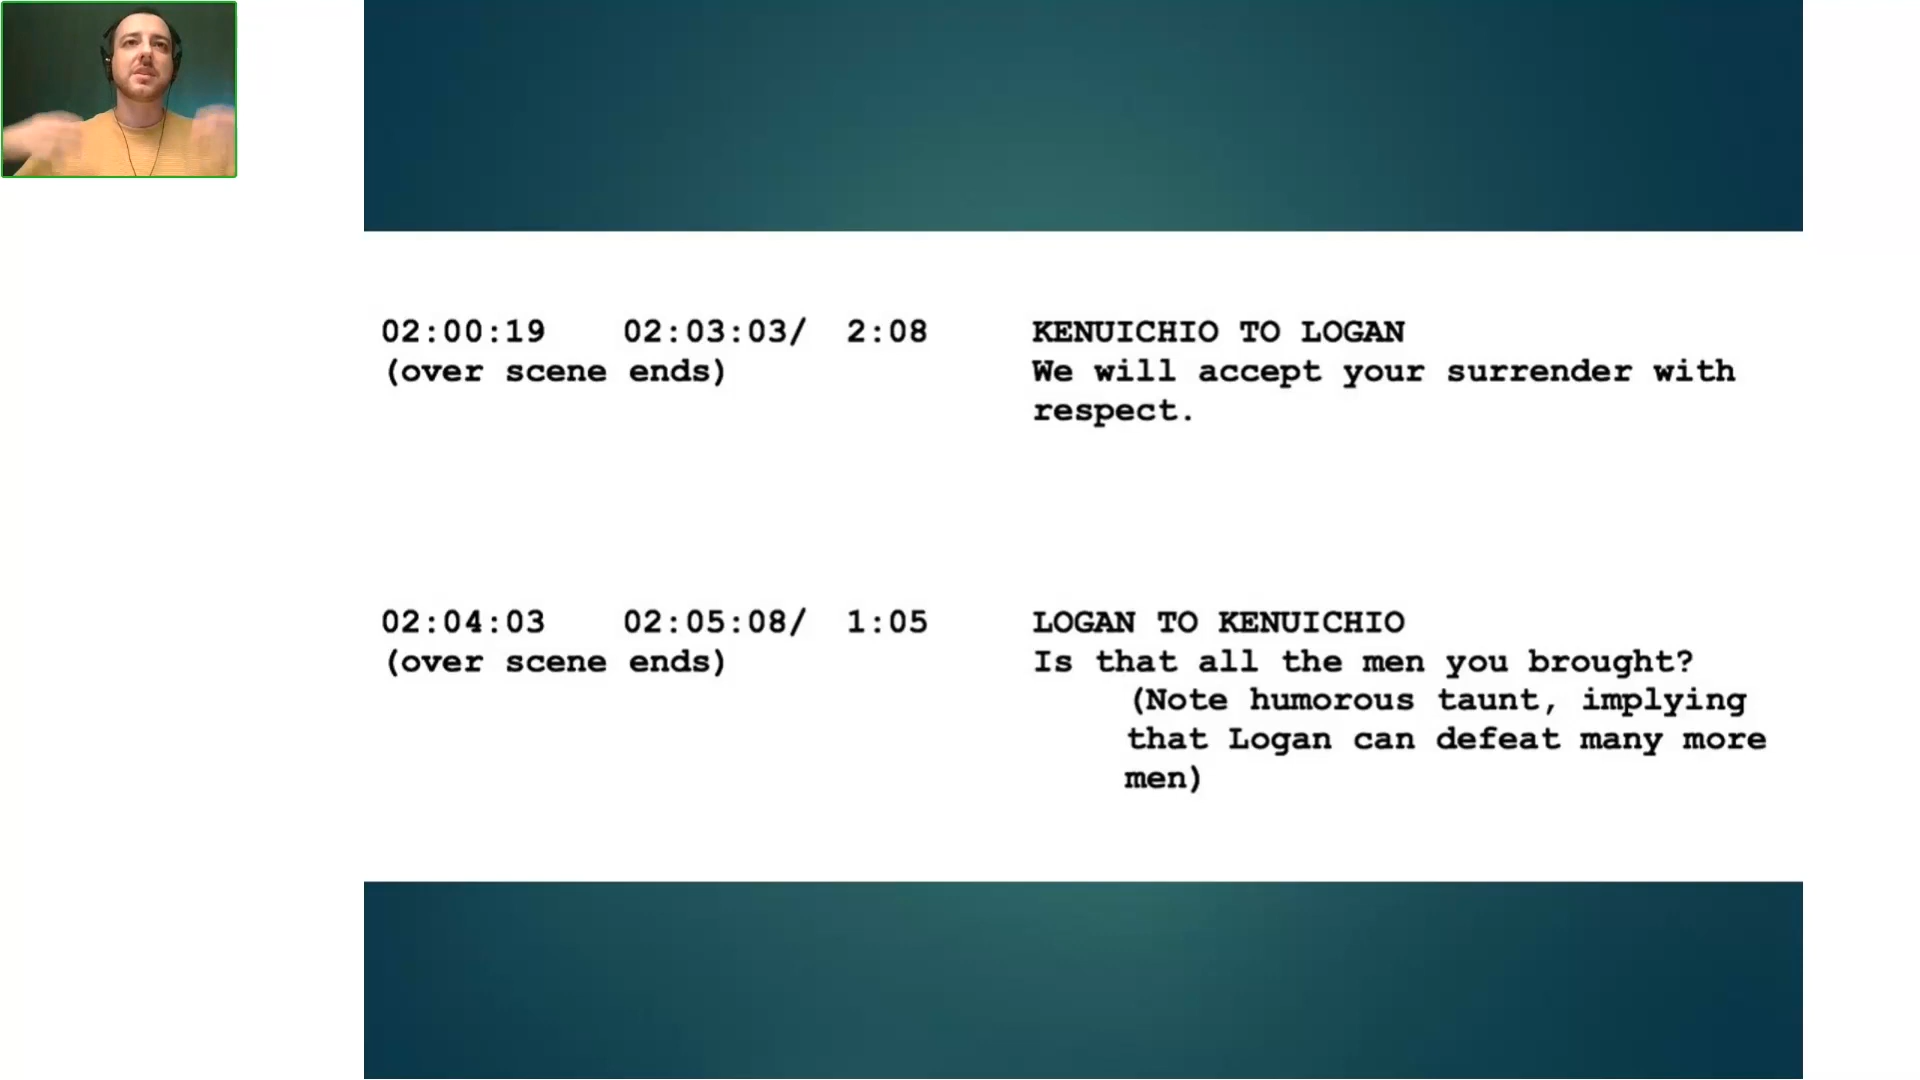 02:00:19 02:03:03/ 2:08 KENUICHIO TO LOGAN
(over scene ends) We will accept your surrender with
respect.
02:04:03 02:05:08/ 1:05 LOGAN TO KENUICHIO
(over scene ends) Is that all the men you brought?
(Note humorous taunt, implying
that Logan can defeat many more
men)